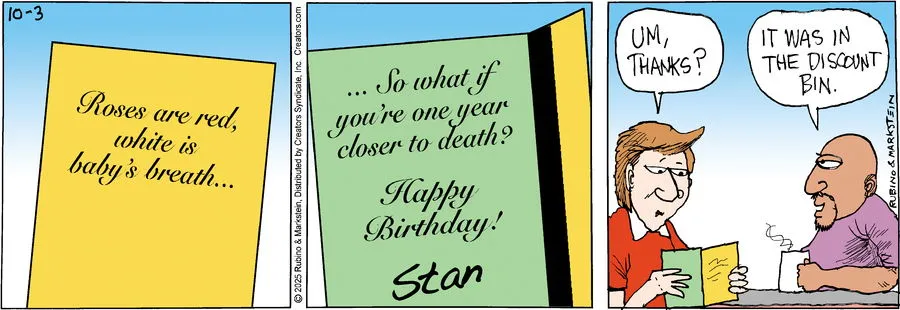 10-3
Roses are red,
white is
baby's breath...
© 2025 Rubino & Markstein, Distributed by Creators Syndicate, Inc. Creators.com
... So what if
you're one year
closer to death?
Happy
Birthday!
Stan
UM,
THANKS?
IT WAS IN
THE DISCOUNT
BIN.
RUBINO & MARKSTEIN